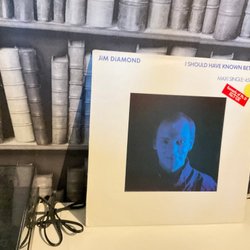 JIM DIAMOND
I SHOULD HAVE KNOWN BET
MAXI SINGLE 45